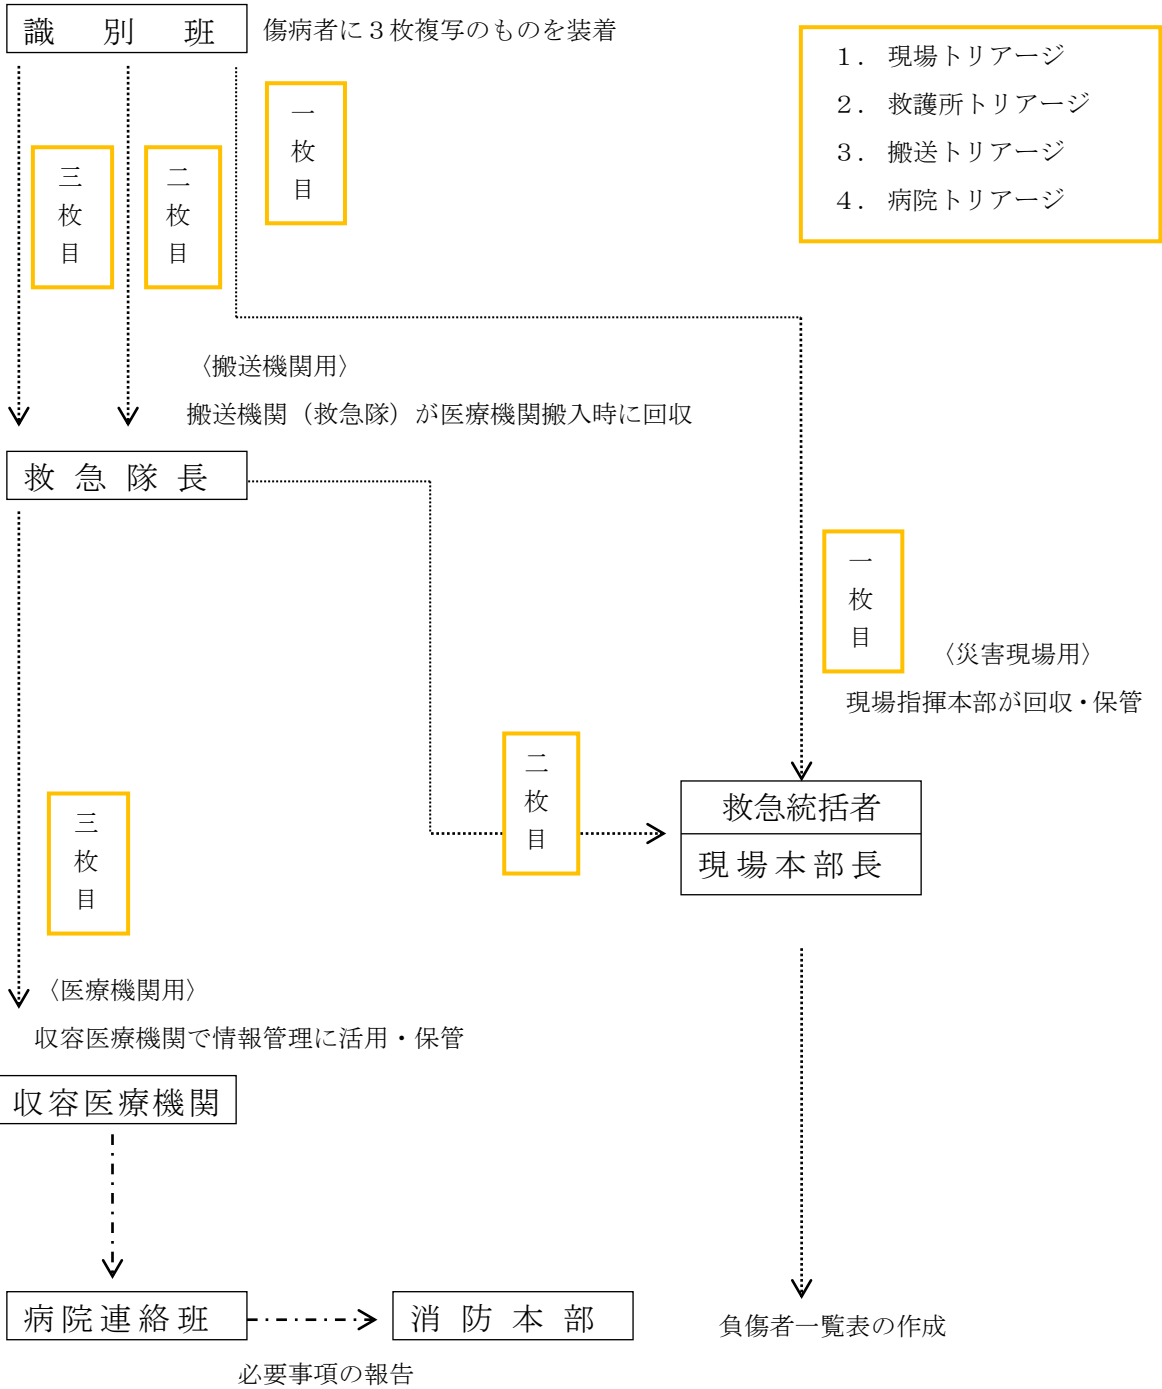 識別班
傷病者に３枚複写のものを装着
１． 現場トリアージ
２． 救護所トリアージ
３． 搬送トリアージ
４． 病院トリアージ
一枚目
三枚目
二枚目
〈搬送機関用〉
搬送機関（救急隊）が医療機関搬入時に回収
救急隊長
一枚目
〈災害現場用〉
現場指揮本部が回収・保管
二枚目
救急統括者
現場本部長
三枚目
〈医療機関用〉
収容医療機関で情報管理に活用・保管
収容医療機関
病院連絡班
消防本部
負傷者一覧表の作成
必要事項の報告